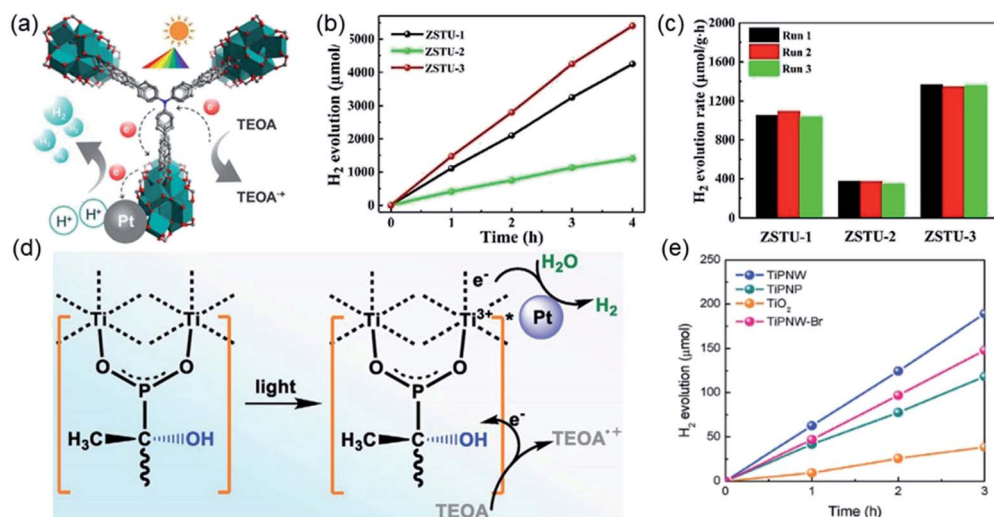 (a)
TEOA
e⁻
H₂
H₂
H₂
e⁻
TEOA•+
H⁺
H⁺
Pt
(b)
H₂ evolution (μmol/
5000
4000
3000
2000
1000
0
ZSTU-1
ZSTU-2
ZSTU-3
0 1 2 3 4
Time (h)
(c)
H₂ evolution rate (μmol/g·h)
2000
1600
1200
800
400
0
Run 1
Run 2
Run 3
ZSTU-1 ZSTU-2 ZSTU-3
(d)
Ti Ti
O O
P
H₃C C OH
light
e⁻ H₂O
Ti Ti³⁺ * Pt H₂
O O
P
e⁻
H₃C C OH
TEOA•+
TEOA
(e)
H₂ evolution (μmol)
250
200
150
100
50
0
TiPNW
TiPNP
TiO₂
TiPNW-Br
0 1 2 3
Time (h)